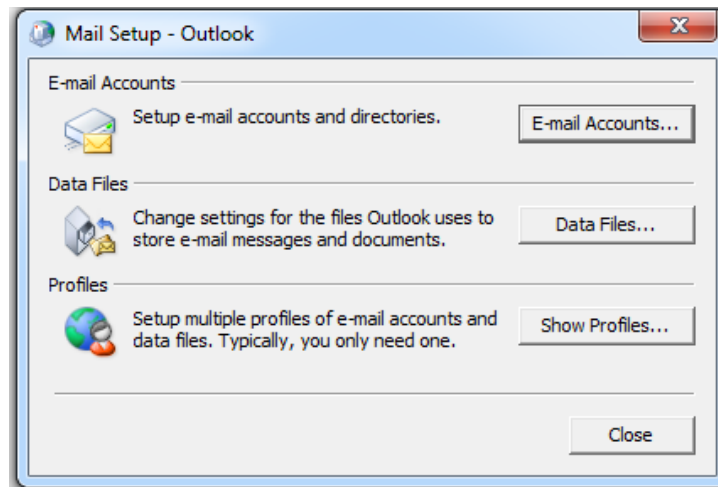 Mail Setup - Outlook
E-mail Accounts
Setup e-mail accounts and directories.
E-mail Accounts...
Data Files
Change settings for the files Outlook uses to
store e-mail messages and documents.
Data Files...
Profiles
Setup multiple profiles of e-mail accounts and
data files. Typically, you only need one.
Show Profiles...
Close